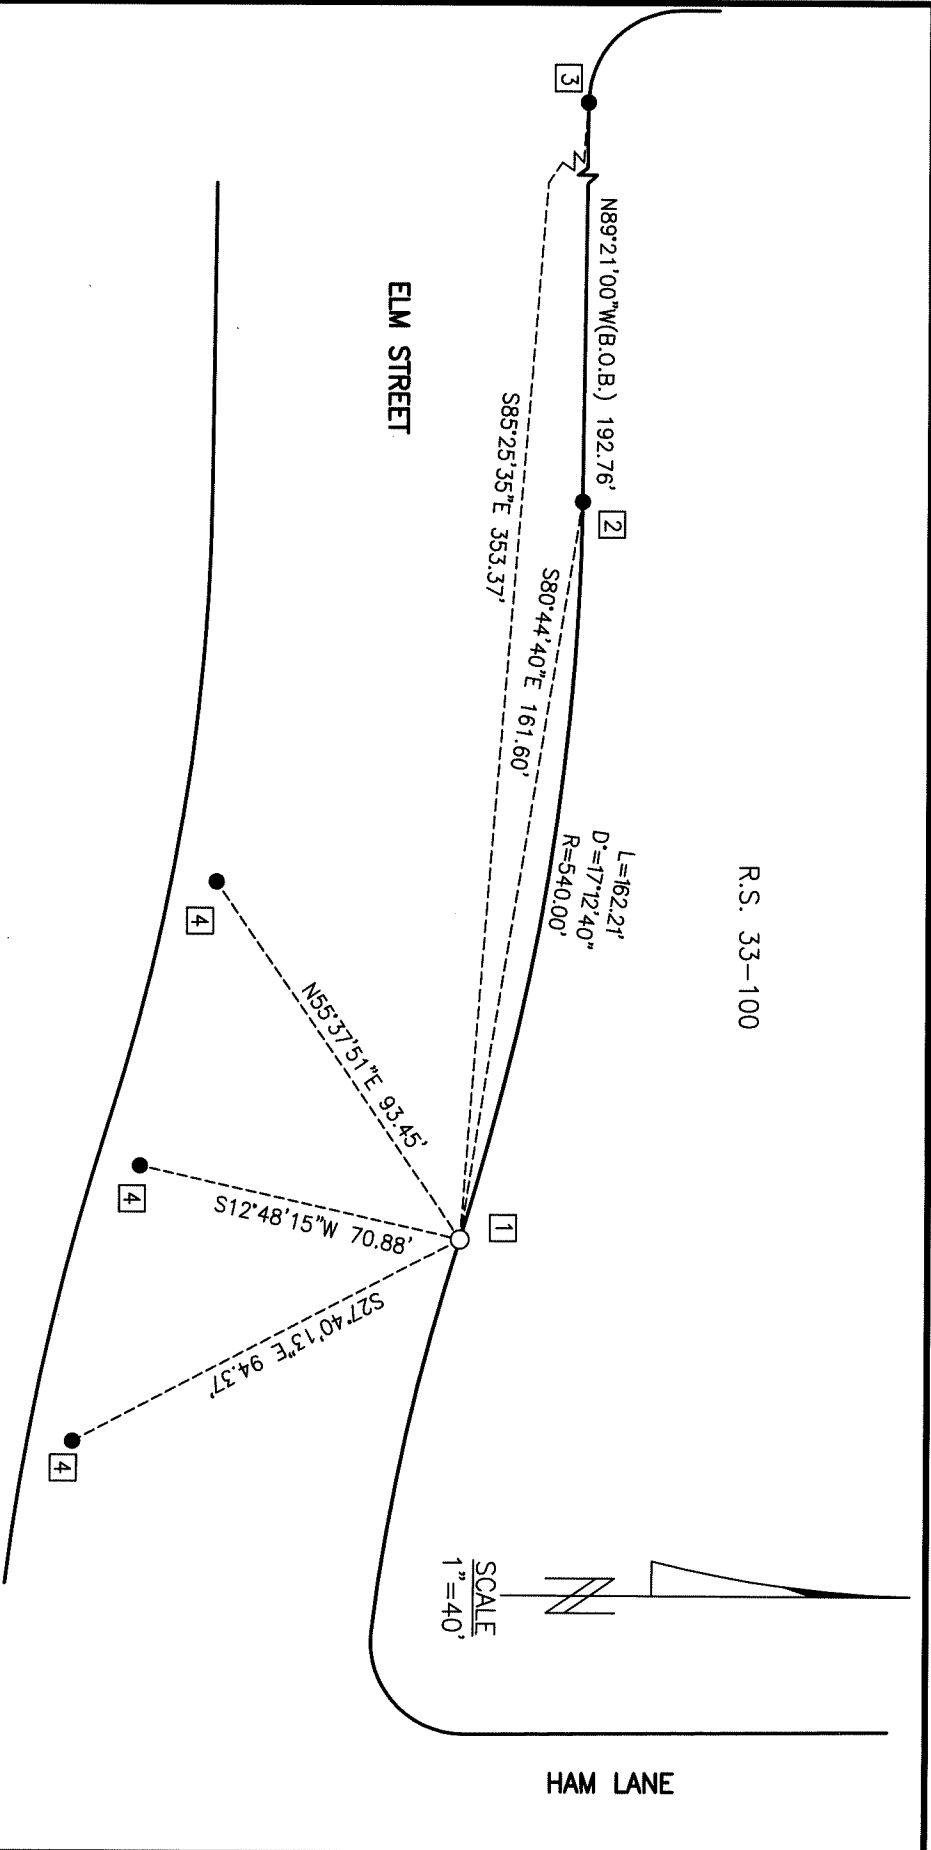 R.S. 33-100
3
N89°21'00"W(B.O.B.) 192.76'
2
S85°25'35"E 353.37'
S80°44'40"E 161.60'
L=162.21'
D°=17°12'40"
R=540.00'
ELM STREET
1
N55°37'51"E 93.45'
S12°48'15"W 70.88'
S27°40'13"E 94.37'
4
4
4
N
SCALE
1"=40'
HAM LANE